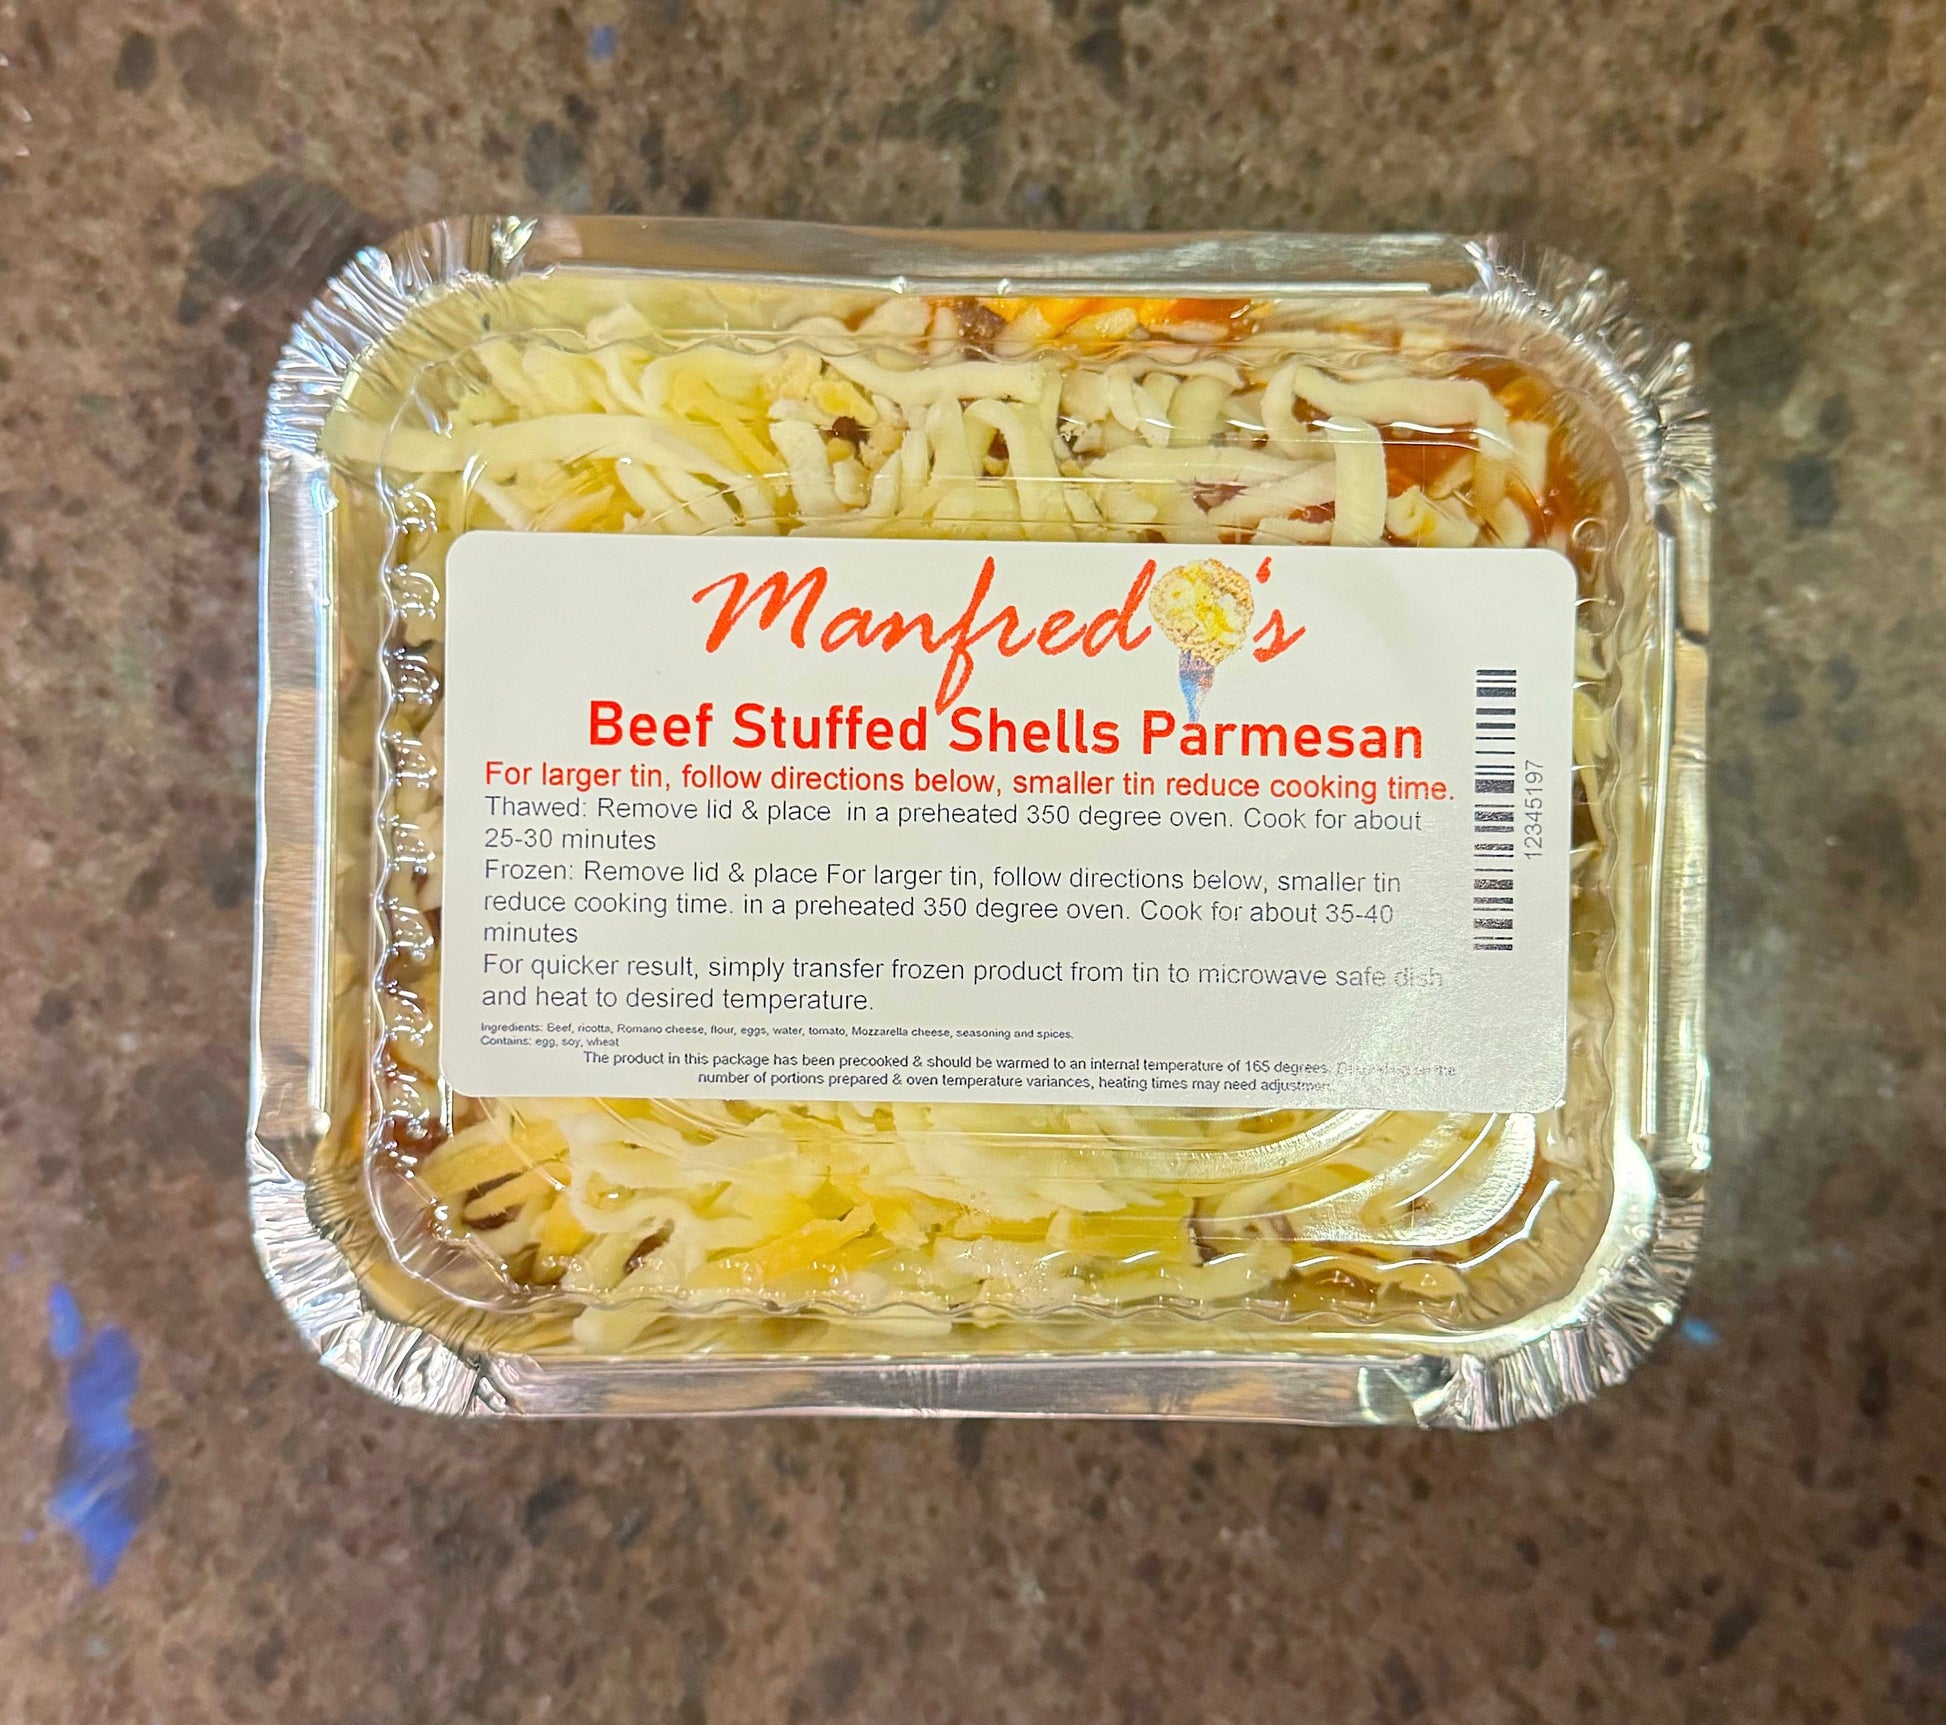 Manfredo's
Beef Stuffed Shells Parmesan
For larger tin, follow directions below, smaller tin reduce cooking time.
Thawed: Remove lid & place in a preheated 350 degree oven. Cook for about
25-30 minutes
Frozen: Remove lid & place For larger tin, follow directions below, smaller tin
reduce cooking time. in a preheated 350 degree oven. Cook for about 35-40
minutes
For quicker result, simply transfer frozen product from tin to microwave safe dish
and heat to desired temperature.
Ingredients: Beef, ricotta, Romano cheese, flour, eggs, water, tomato, Mozzarella cheese, seasoning and spices.
Contains: egg, soy, wheat
The product in this package has been precooked & should be warmed to an internal temperature of 165 degrees. Depending on the
number of portions prepared & oven temperature variances, heating times may need adjustment
12345197